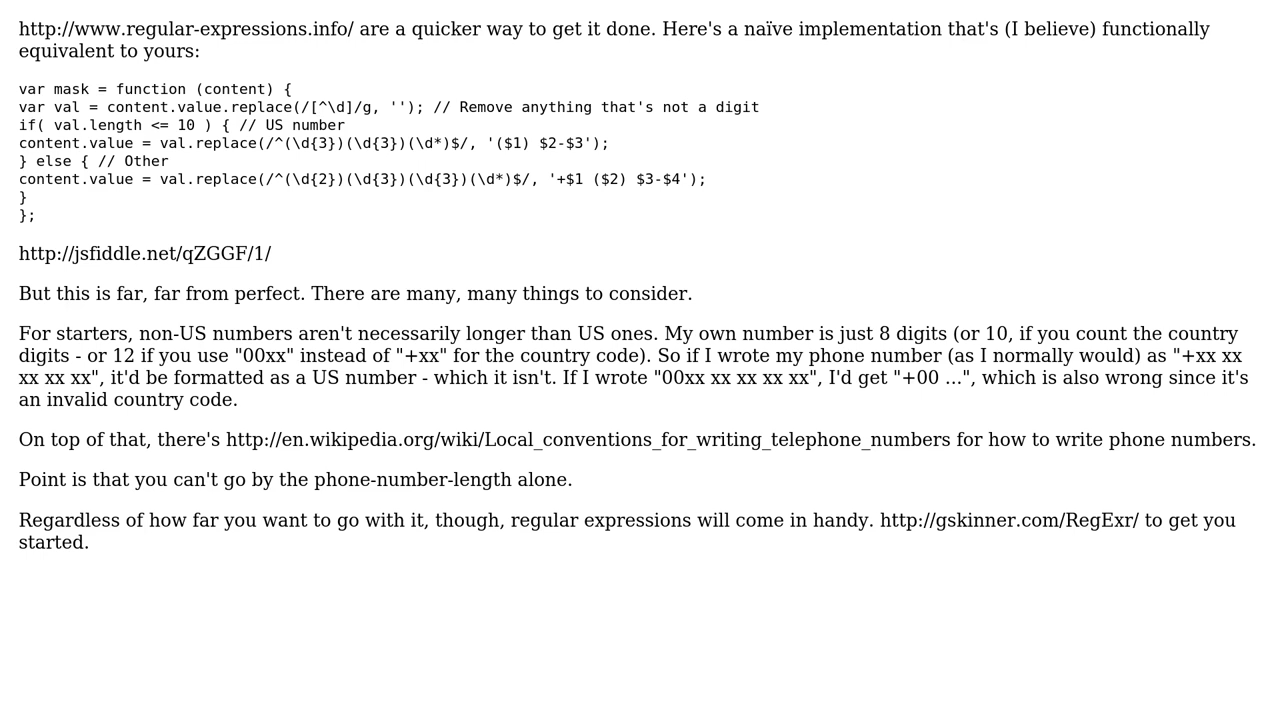 http://www.regular-expressions.info/ are a quicker way to get it done. Here's a naïve implementation that's (I believe) functionally
equivalent to yours:
var mask = function (content) {
var val = content.value.replace(/[^\d]/g, ''); // Remove anything that's not a digit
if( val.length <= 10 ) { // US number
content.value = val.replace(/^(\d{3})(\d{3})(\d*)$/, '($1) $2-$3');
} else { // Other
content.value = val.replace(/^(\d{2})(\d{3})(\d{3})(\d*)$/, '+$1 ($2) $3-$4');
}
};
http://jsfiddle.net/qZGGF/1/
But this is far, far from perfect. There are many, many things to consider.
For starters, non-US numbers aren't necessarily longer than US ones. My own number is just 8 digits (or 10, if you count the country
digits - or 12 if you use "00xx" instead of "+xx" for the country code). So if I wrote my phone number (as I normally would) as "+xx xx
xx xx xx", it'd be formatted as a US number - which it isn't. If I wrote "00xx xx xx xx xx", I'd get "+00 ...", which is also wrong since it's
an invalid country code.
On top of that, there's http://en.wikipedia.org/wiki/Local_conventions_for_writing_telephone_numbers for how to write phone numbers.
Point is that you can't go by the phone-number-length alone.
Regardless of how far you want to go with it, though, regular expressions will come in handy. http://gskinner.com/RegExr/ to get you
started.